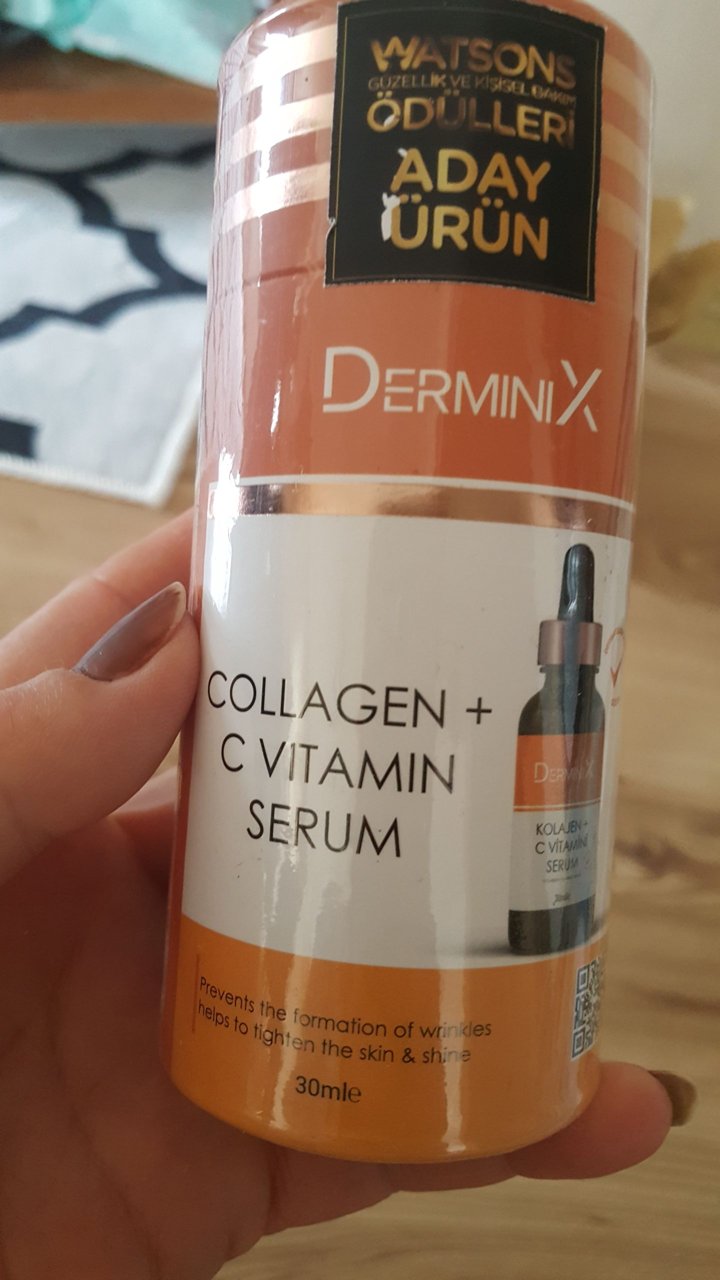 WATSONS
GÜZELLİK VE KİŞİSEL BAKIM
ÖDÜLLERİ
ADAY
ÜRÜN
DERMINIX
COLLAGEN +
C VITAMIN
SERUM
DERMINIX
KOLAJEN +
C VİTAMİNİ
SERUM
Prevents the formation of wrinkles
helps to tighten the skin & shine
30ml℮